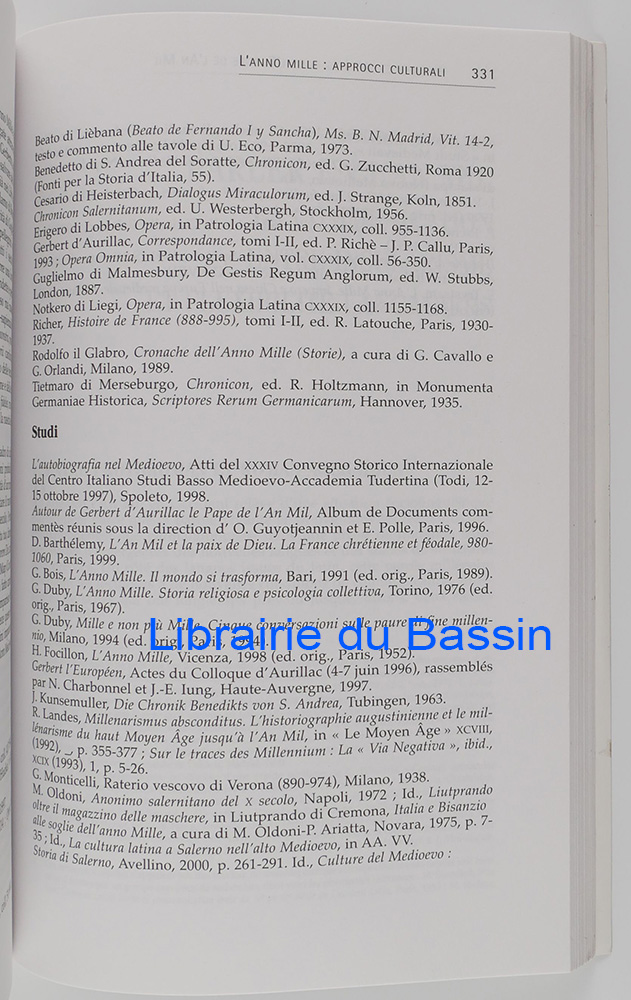 L'ANNO MILLE : APPROCCI CULTURALI 331
Beato di Lièbana (Beato de Fernando I y Sancha), Ms. B. N. Madrid, Vit. 14-2,
testo e commento alle tavole di U. Eco, Parma, 1973.
Benedetto di S. Andrea del Soratte, Chronicon, ed. G. Zucchetti, Roma 1920
(Fonti per la Storia d'Italia, 55).
Cesario di Heisterbach, Dialogus Miraculorum, ed. J. Strange, Koln, 1851.
Chronicon Salernitanum, ed. U. Westerbergh, Stockholm, 1956.
Erigero di Lobbes, Opera, in Patrologia Latina CXXXIX, coll. 955-1136.
Gerbert d'Aurillac, Correspondance, tomi I-II, ed. P. Richè – J. P. Callu, Paris,
1993 ; Opera Omnia, in Patrologia Latina, vol. CXXXIX, coll. 56-350.
Guglielmo di Malmesbury, De Gestis Regum Anglorum, ed. W. Stubbs,
London, 1887.
Notkero di Liegi, Opera, in Patrologia Latina CXXXIX, coll. 1155-1168.
Richer, Histoire de France (888-995), tomi I-II, ed. R. Latouche, Paris, 1930-
1937.
Rodolfo il Glabro, Cronache dell'Anno Mille (Storie), a cura di G. Cavallo e
G. Orlandi, Milano, 1989.
Tietmaro di Merseburgo, Chronicon, ed. R. Holtzmann, in Monumenta
Germaniae Historica, Scriptores Rerum Germanicarum, Hannover, 1935.
Studi
L'autobiografia nel Medioevo, Atti del XXXIV Convegno Storico Internazionale
del Centro Italiano Studi Basso Medioevo-Accademia Tudertina (Todi, 12-
15 ottobre 1997), Spoleto, 1998.
Autour de Gerbert d'Aurillac le Pape de l'An Mil, Album de Documents com-
mentès réunis sous la direction d' O. Guyotjeannin et E. Polle, Paris, 1996.
D. Barthélemy, L'An Mil et la paix de Dieu. La France chrétienne et féodale, 980-
1060, Paris, 1999.
G. Bois, L'Anno Mille. Il mondo si trasforma, Bari, 1991 (ed. orig., Paris, 1989).
G. Duby, L'Anno Mille. Storia religiosa e psicologia collettiva, Torino, 1976 (ed.
orig., Paris, 1967).
G. Duby, Mille e non più Mille. Cinque conversazioni sulle paure di fine millen-
nio, Milano, 1994 (ed. orig., Paris, 1994).
Librairie du Bassin
H. Focillon, L'Anno Mille, Vicenza, 1998 (ed. orig., Paris, 1952).
Gerbert l'Européen, Actes du Colloque d'Aurillac (4-7 juin 1996), rassemblés
par N. Charbonnel et J.-E. Iung, Haute-Auvergne, 1997.
J. Kunsemuller, Die Chronik Benedikts von S. Andrea, Tubingen, 1963.
R. Landes, Millenarismus absconditus. L'historiographie augustinienne et le mil-
lénarisme du haut Moyen Âge jusqu'à l'An Mil, in « Le Moyen Âge » XCVIII,
(1992), _, p. 355-377 ; Sur le traces des Millennium : La « Via Negativa », ibid.,
XCIX (1993), 1, p. 5-26.
G. Monticelli, Raterio vescovo di Verona (890-974), Milano, 1938.
M. Oldoni, Anonimo salernitano del X secolo, Napoli, 1972 ; Id., Liutprando
oltre il magazzino delle maschere, in Liutprando di Cremona, Italia e Bisanzio
alle soglie dell'anno Mille, a cura di M. Oldoni-P. Ariatta, Novara, 1975, p. 7-
35 ; Id., La cultura latina a Salerno nell'alto Medioevo, in AA. VV.
Storia di Salerno, Avellino, 2000, p. 261-291. Id., Culture del Medioevo :